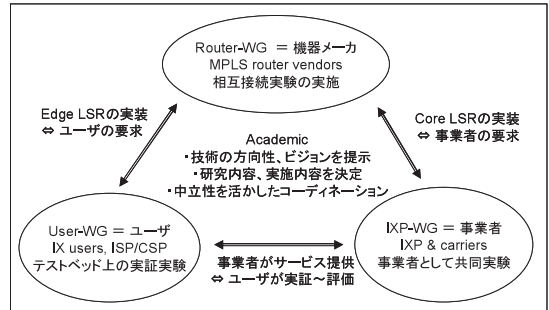 Router-WG = 機器メーカ
MPLS router vendors
相互接続実験の実施
Edge LSRの実装
⇔ ユーザの要求
Core LSRの実装
⇔ 事業者の要求
Academic
・技術の方向性、ビジョンを提示
・研究内容、実施内容を決定
・中立性を活かしたコーディネーション
User-WG = ユーザ
IX users, ISP/CSP
テストベッド上の実証実験
事業者がサービス提供
⇔ ユーザが実証~評価
IXP-WG = 事業者
IXP & carriers
事業者として共同実験